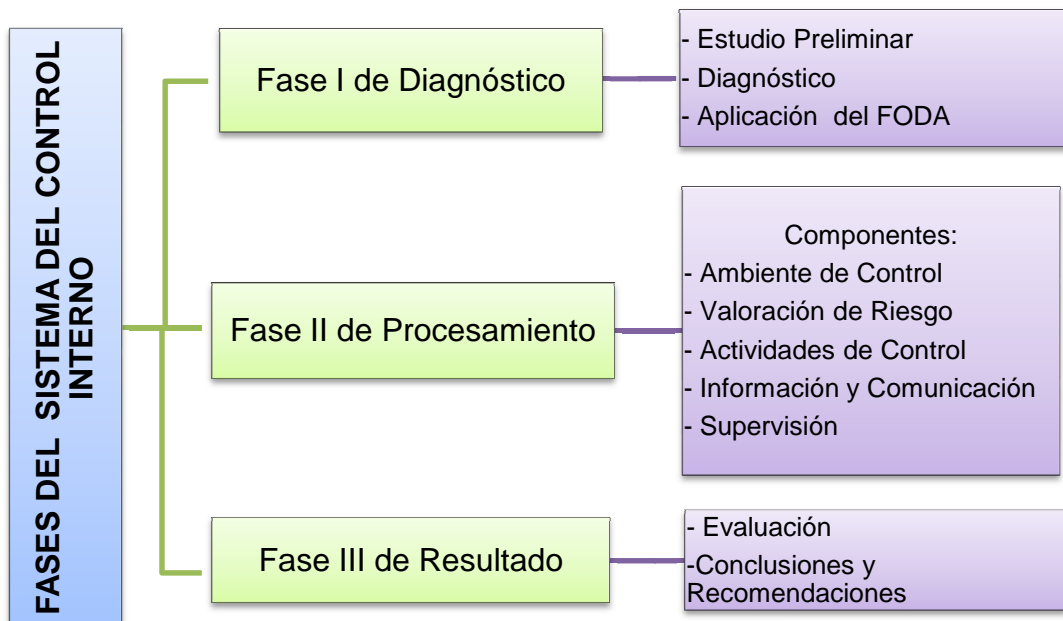 FASES DEL SISTEMA DEL CONTROL
INTERNO
Fase I de Diagnóstico
- Estudio Preliminar
- Diagnóstico
- Aplicación del FODA
Fase II de Procesamiento
Componentes:
- Ambiente de Control
- Valoración de Riesgo
- Actividades de Control
- Información y Comunicación
- Supervisión
Fase III de Resultado
- Evaluación
-Conclusiones y
Recomendaciones